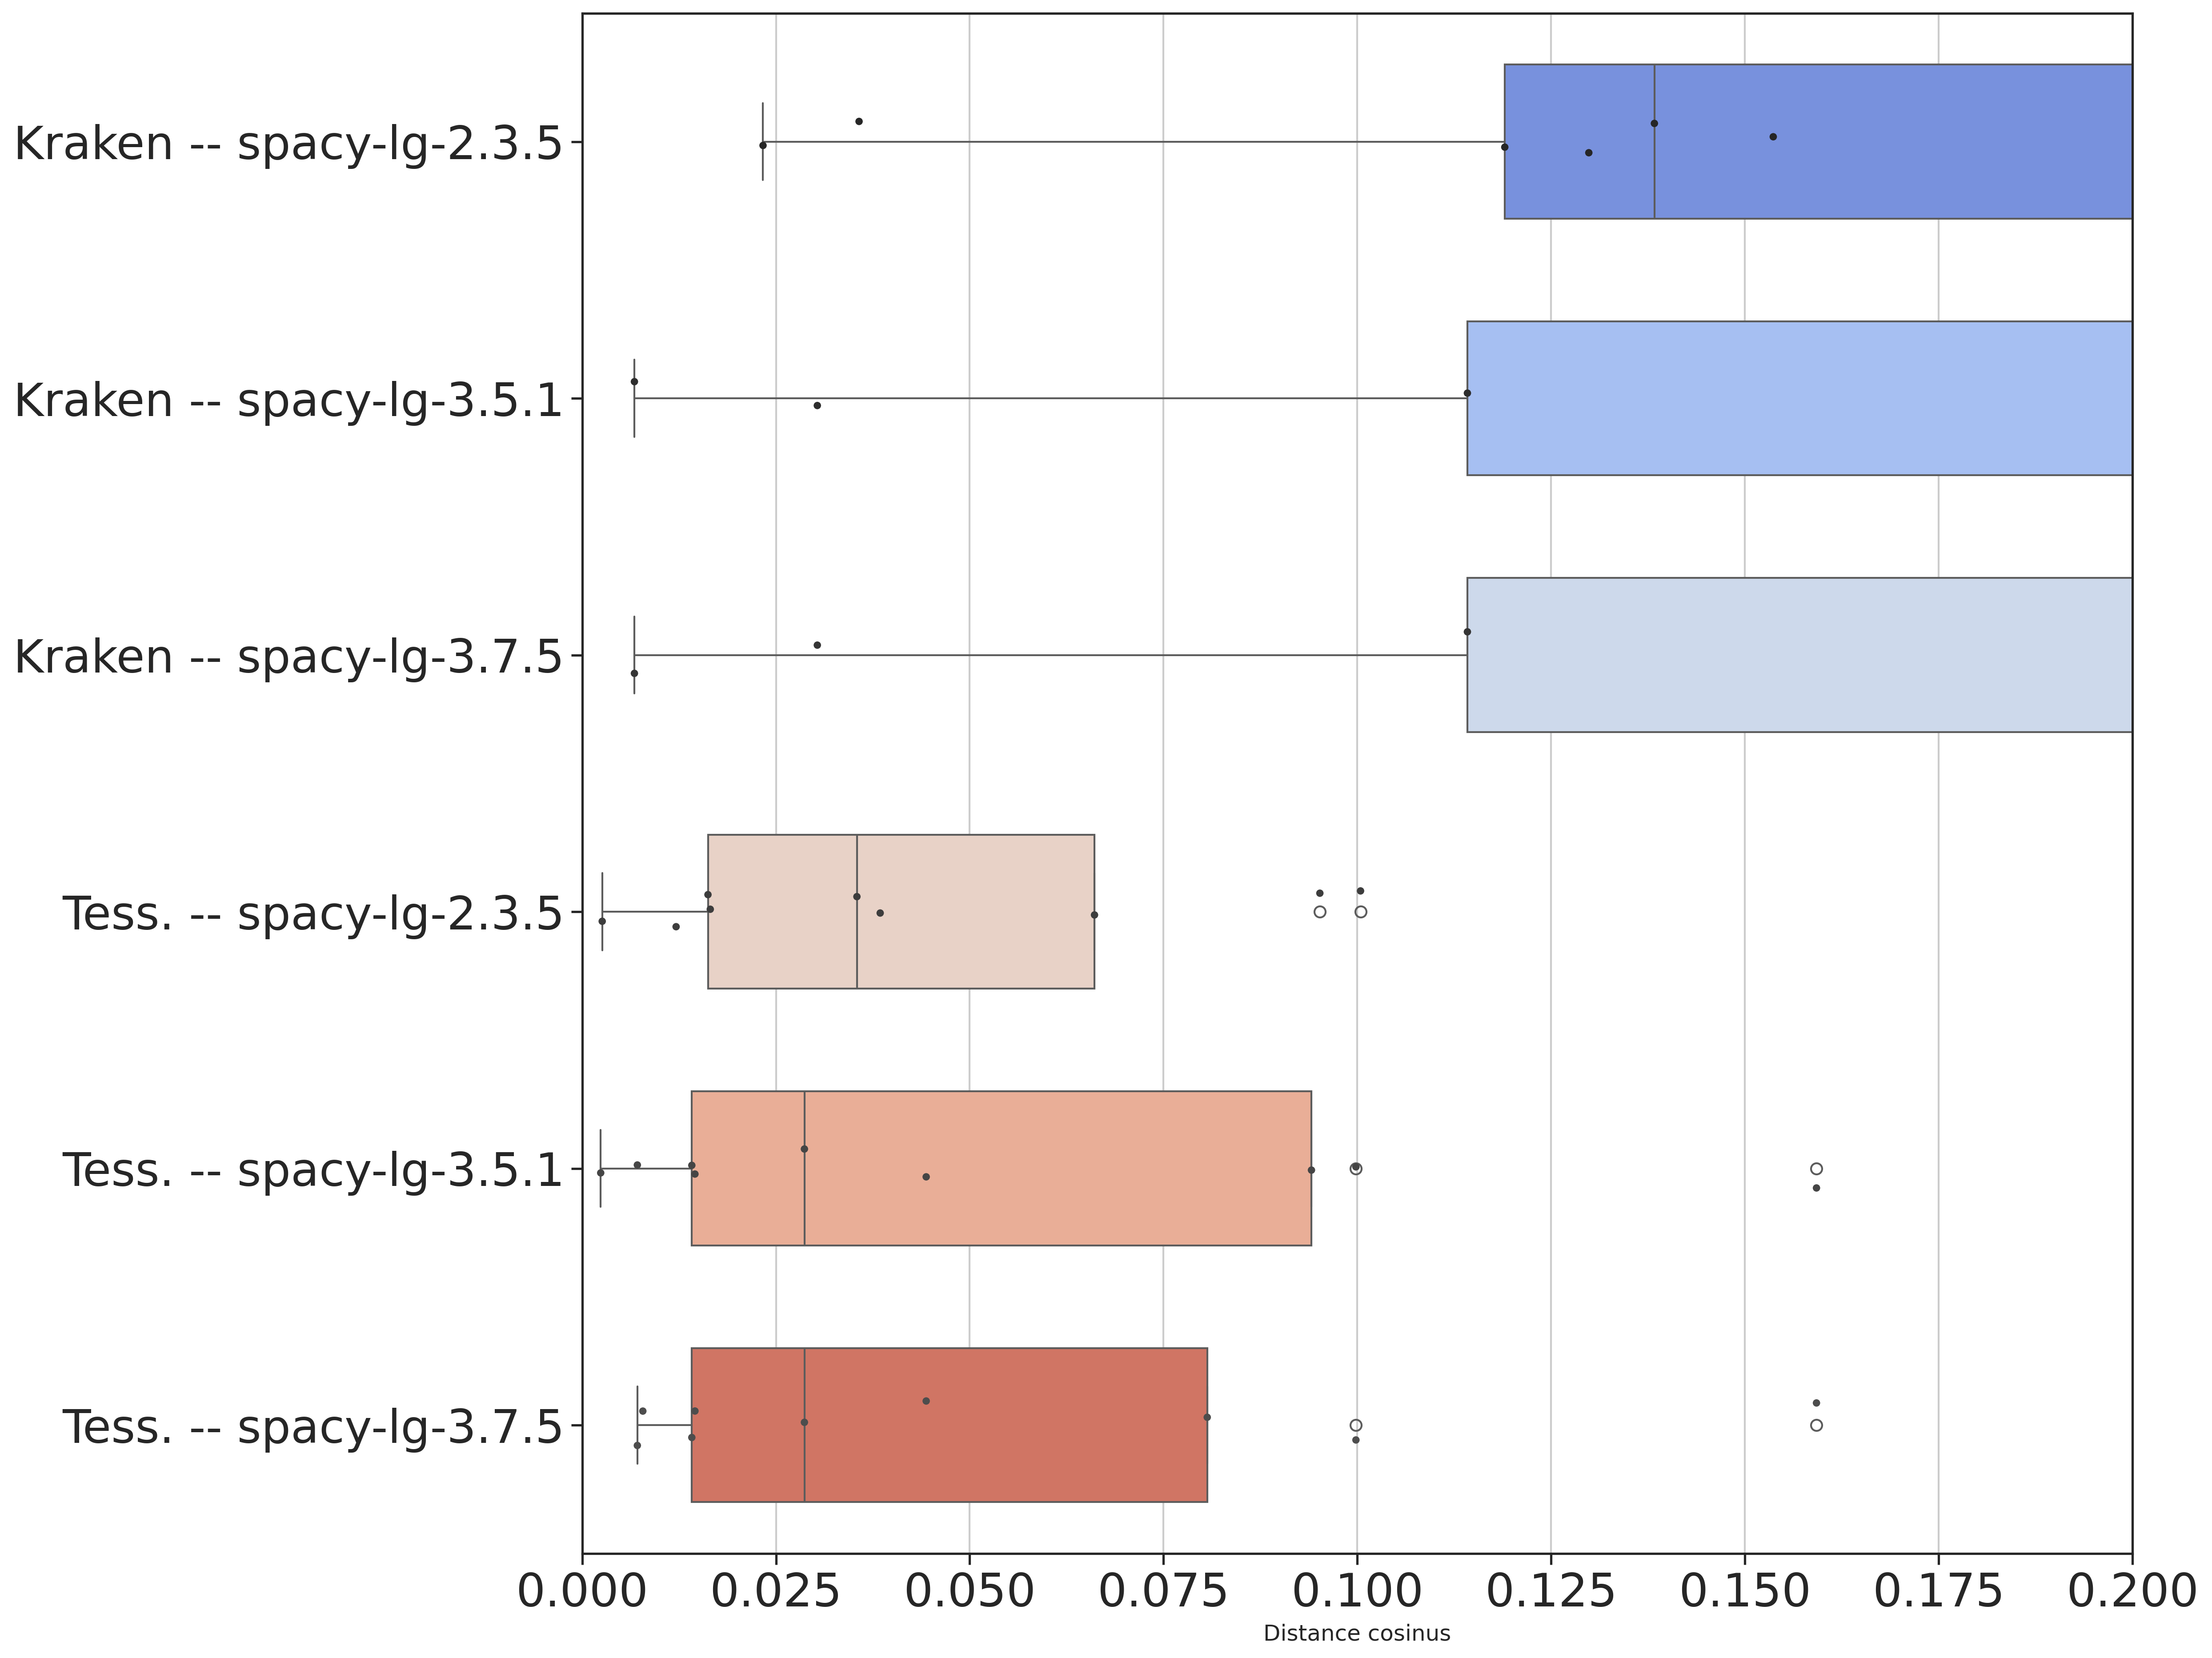 Kraken -- spacy-lg-2.3.5
Kraken -- spacy-lg-3.5.1
Kraken -- spacy-lg-3.7.5
Tess. -- spacy-lg-2.3.5
Tess. -- spacy-lg-3.5.1
Tess. -- spacy-lg-3.7.5
0.000 0.025 0.050 0.075 0.100 0.125 0.150 0.175 0.200
Distance cosinus